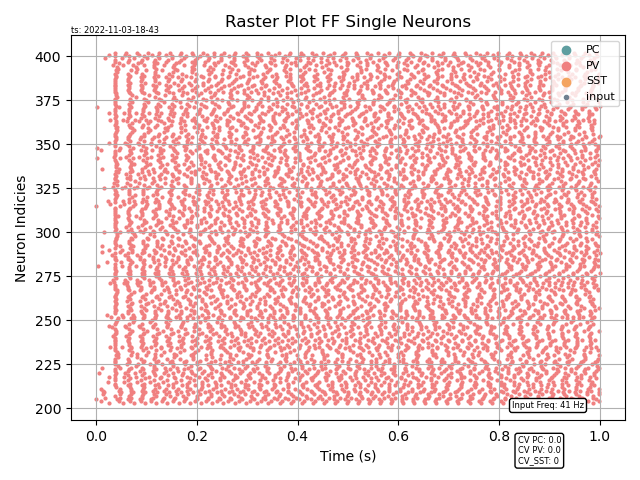 Raster Plot FF Single Neurons
ts: 2022-11-03-18-43
PC
PV
SST
input
400
375
350
325
300
275
250
225
200
Neuron Indicies
Input Freq: 41 Hz
0.0 0.2 0.4 0.6 0.8 1.0
Time (s)
CV PC: 0.0
CV PV: 0.0
CV_SST: 0